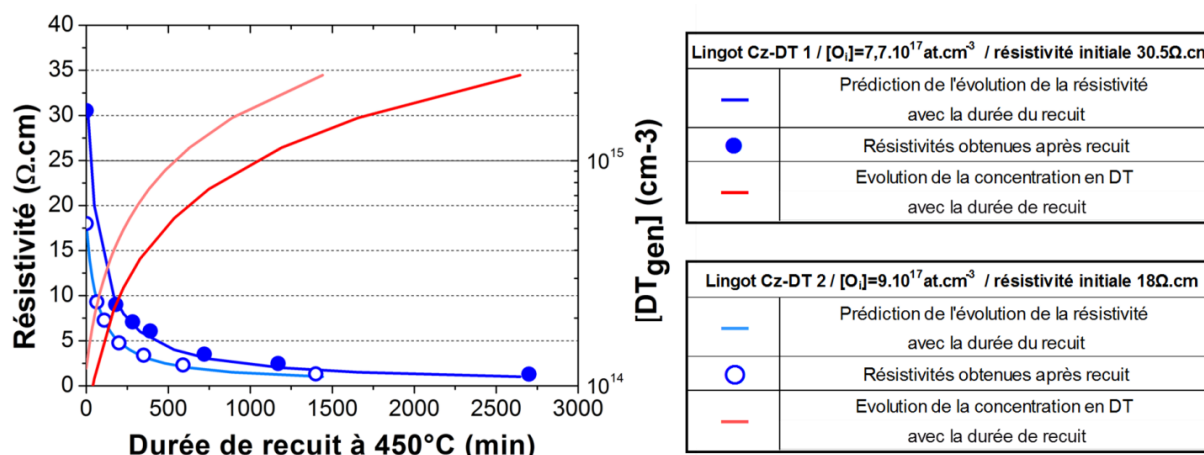 40
35
30
25
20
15
10
5
0
Résistivité (Ω.cm)
0 500 1000 1500 2000 2500 3000
Durée de recuit à 450°C (min)
10^15
10^14
[DT_gen] (cm-3)
Lingot Cz-DT 1 / [O_i]=7,7.10^17at.cm^-3 / résistivité initiale 30.5Ω.cm
Prédiction de l'évolution de la résistivité
avec la durée du recuit
Résistivités obtenues après recuit
Evolution de la concentration en DT
avec la durée de recuit
Lingot Cz-DT 2 / [O_i]=9.10^17at.cm^-3 / résistivité initiale 18Ω.cm
Prédiction de l'évolution de la résistivité
avec la durée du recuit
Résistivités obtenues après recuit
Evolution de la concentration en DT
avec la durée de recuit